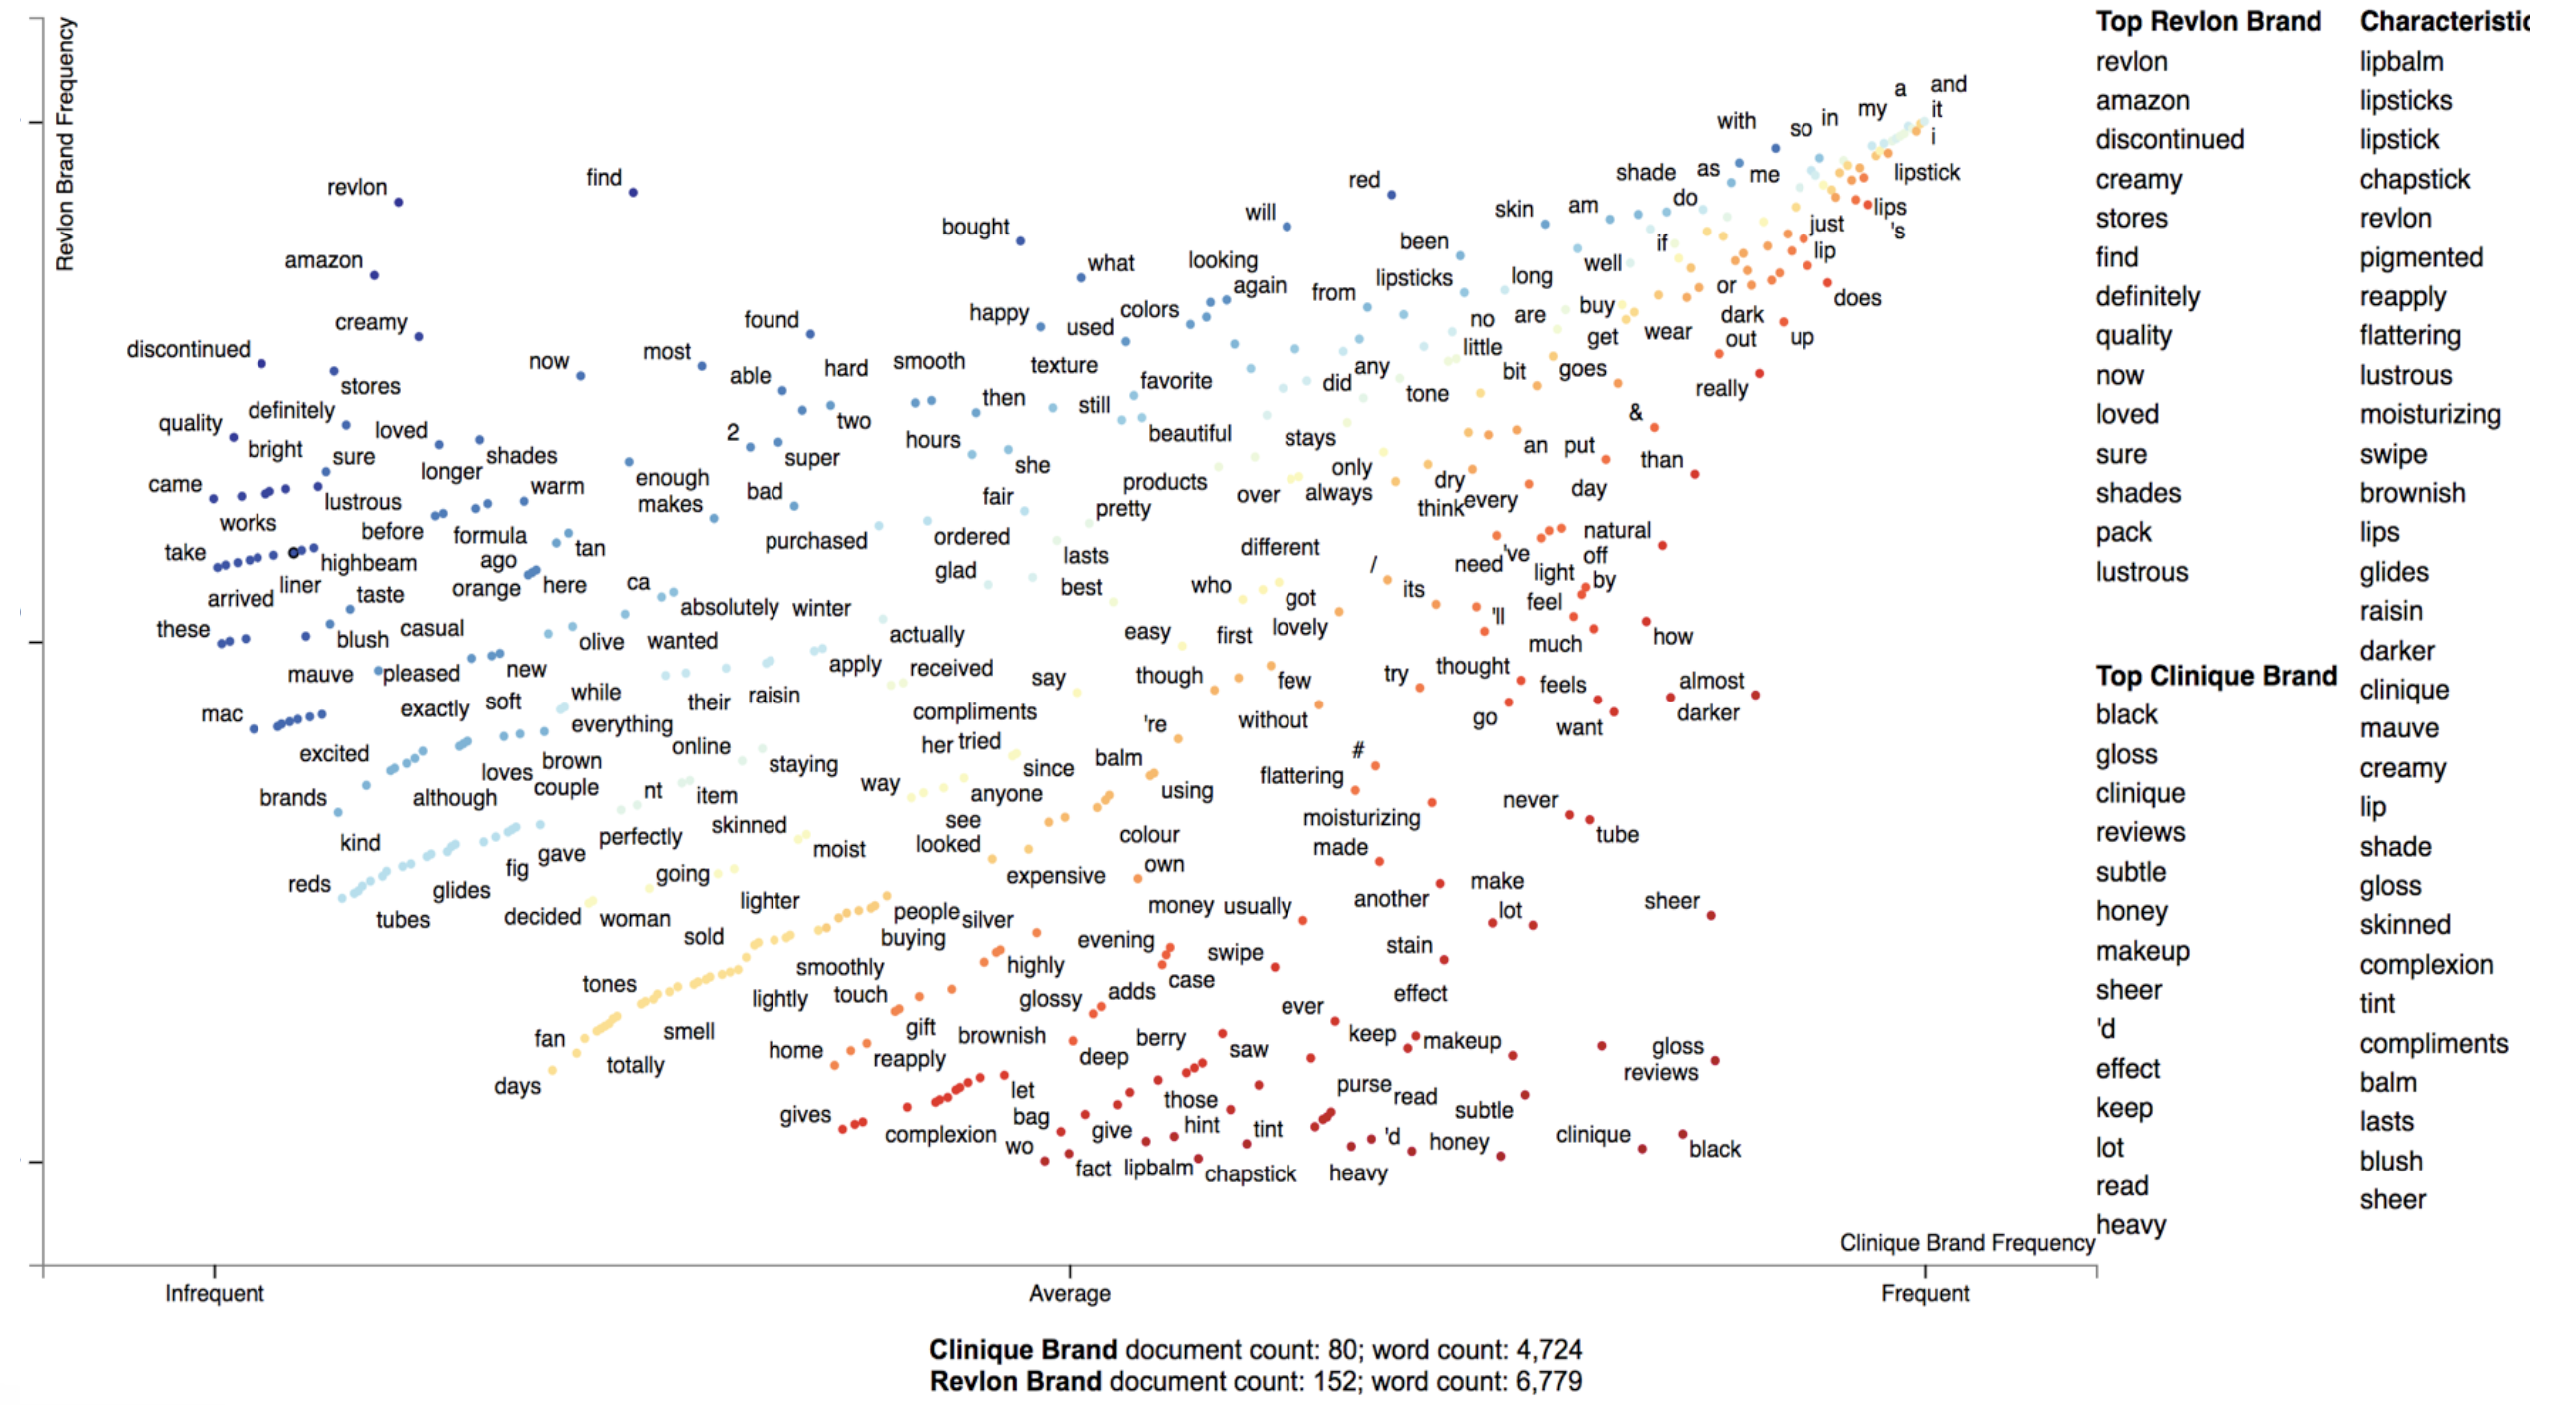 Revlon Brand Frequency
Top Revlon Brand
revlon
amazon
discontinued
creamy
stores
find
definitely
quality
now
loved
sure
shades
pack
lustrous
Top Clinique Brand
black
gloss
clinique
reviews
subtle
honey
makeup
sheer
'd
effect
keep
lot
read
heavy
Characteristic
lipbalm
lipsticks
lipstick
chapstick
revlon
pigmented
reapply
flattering
lustrous
moisturizing
swipe
brownish
lips
glides
raisin
darker
clinique
mauve
creamy
lip
shade
gloss
skinned
complexion
tint
compliments
balm
lasts
blush
sheer
a and
with so in my it
i
revlon find red shade as me lipstick
bought will skin am do lips
just 's
amazon what looking been if lip
again from lipsticks long well or does
creamy found happy used colors no are buy dark
discontinued now most hard smooth texture little get wear out up
stores able favorite did any bit goes really
quality definitely loved two then still tone &
bright sure shades 2 super hours beautiful stays an put than
came longer warm enough bad she products over only dry day
lustrous makes fair pretty always think every
works before formula tan purchased ordered different natural
take highbeam ago glad lasts / need 've off
arrived liner taste orange here ca best who got its light by
these absolutely winter 'll feel
blush casual olive wanted actually easy first lovely much how
mauve pleased new apply received say though few try thought feels almost
mac exactly soft while their raisin compliments 're without go want darker
excited everything online her tried balm #
brands loves brown staying way since using flattering never
although couple nt item anyone moisturizing tube
kind perfectly skinned see colour made
reds fig gave moist looked own
glides going expensive make
tubes decided woman lighter people silver money usually another lot sheer
sold buying evening swipe stain
tones smoothly highly case
lightly touch glossy adds ever effect
fan smell gift brownish berry keep makeup gloss
days totally home reapply deep saw reviews
gives let those purse read subtle
complexion bag give hint tint 'd honey clinique black
wo fact lipbalm chapstick heavy
Clinique Brand Frequency
Infrequent Average Frequent
Clinique Brand document count: 80; word count: 4,724
Revlon Brand document count: 152; word count: 6,779